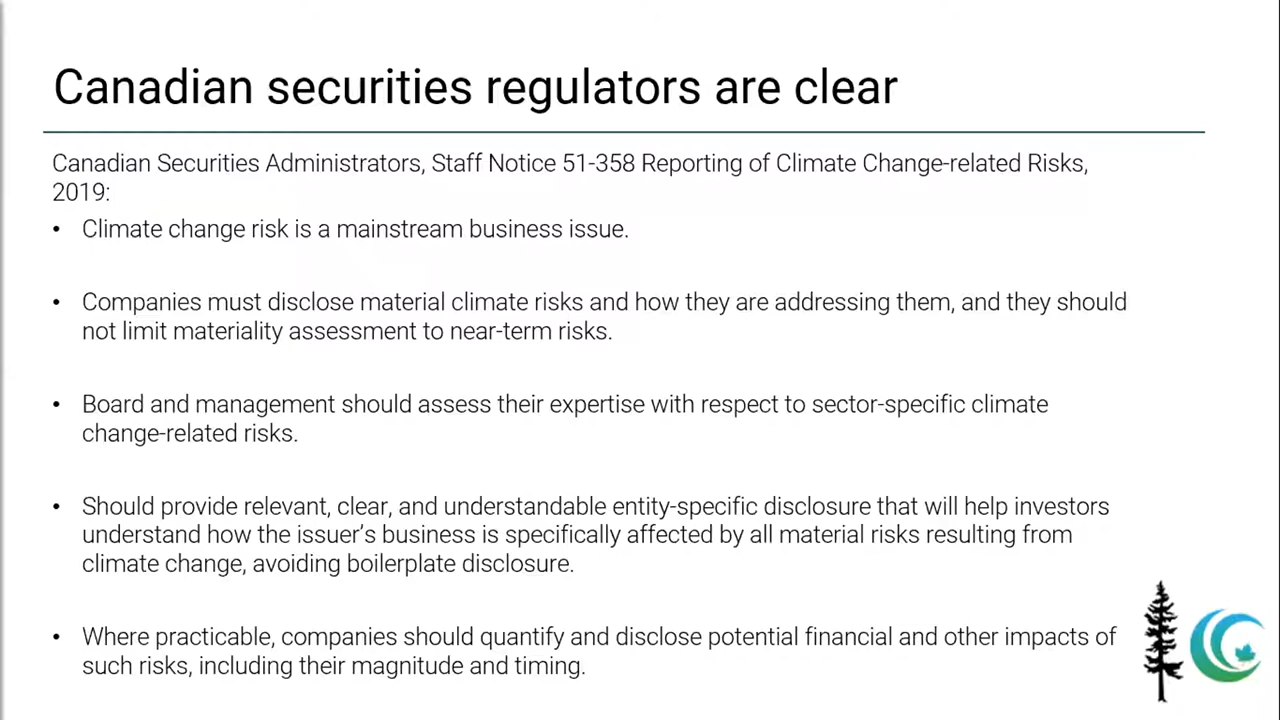 Canadian securities regulators are clear
Canadian Securities Administrators, Staff Notice 51-358 Reporting of Climate Change-related Risks,
2019:
• Climate change risk is a mainstream business issue.
• Companies must disclose material climate risks and how they are addressing them, and they should
not limit materiality assessment to near-term risks.
• Board and management should assess their expertise with respect to sector-specific climate
change-related risks.
• Should provide relevant, clear, and understandable entity-specific disclosure that will help investors
understand how the issuer’s business is specifically affected by all material risks resulting from
climate change, avoiding boilerplate disclosure.
• Where practicable, companies should quantify and disclose potential financial and other impacts of
such risks, including their magnitude and timing.